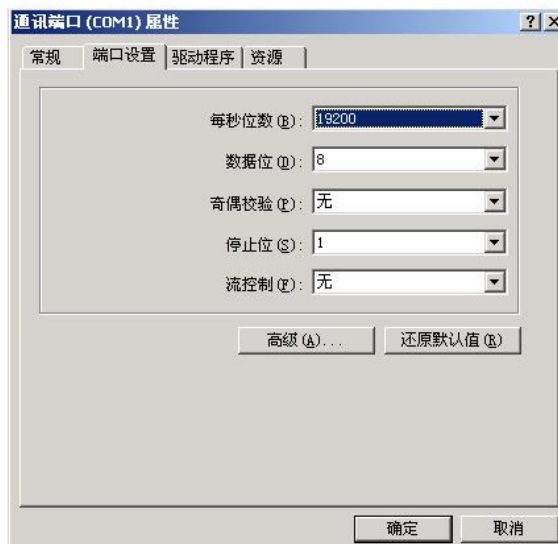 通讯端口 (COM1) 属性
常规 端口设置 驱动程序 资源
每秒位数(B): 19200
数据位(D): 8
奇偶校验(P): 无
停止位(S): 1
流控制(F): 无
高级(A)... 还原默认值(R)
确定 取消